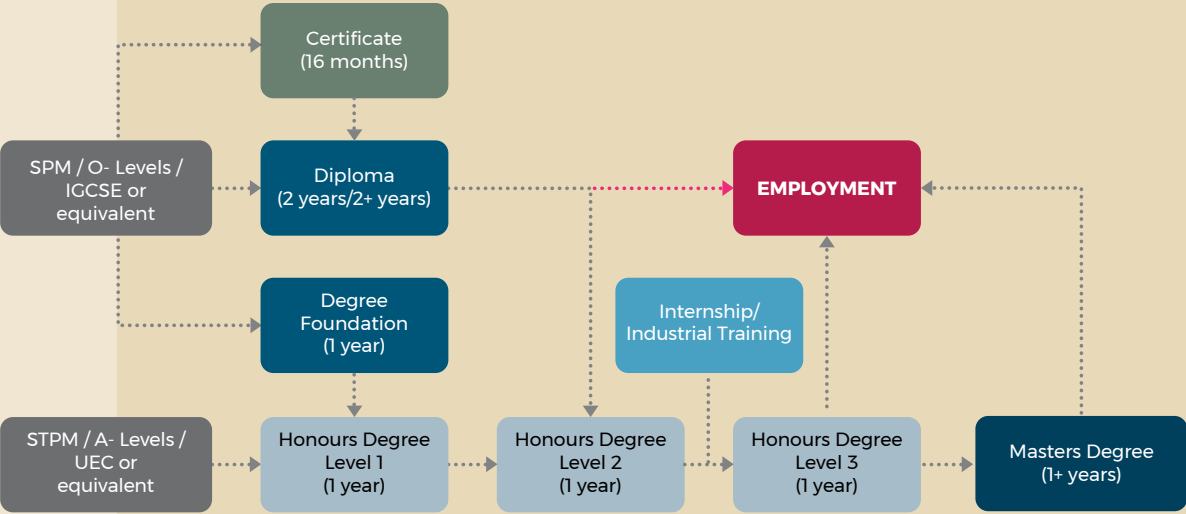 Certificate
(16 months)
SPM / O- Levels /
IGCSE or
equivalent
Diploma
(2 years/2+ years)
EMPLOYMENT
Degree
Foundation
(1 year)
Internship/
Industrial Training
STPM / A- Levels /
UEC or
equivalent
Honours Degree
Level 1
(1 year)
Honours Degree
Level 2
(1 year)
Honours Degree
Level 3
(1 year)
Masters Degree
(1+ years)